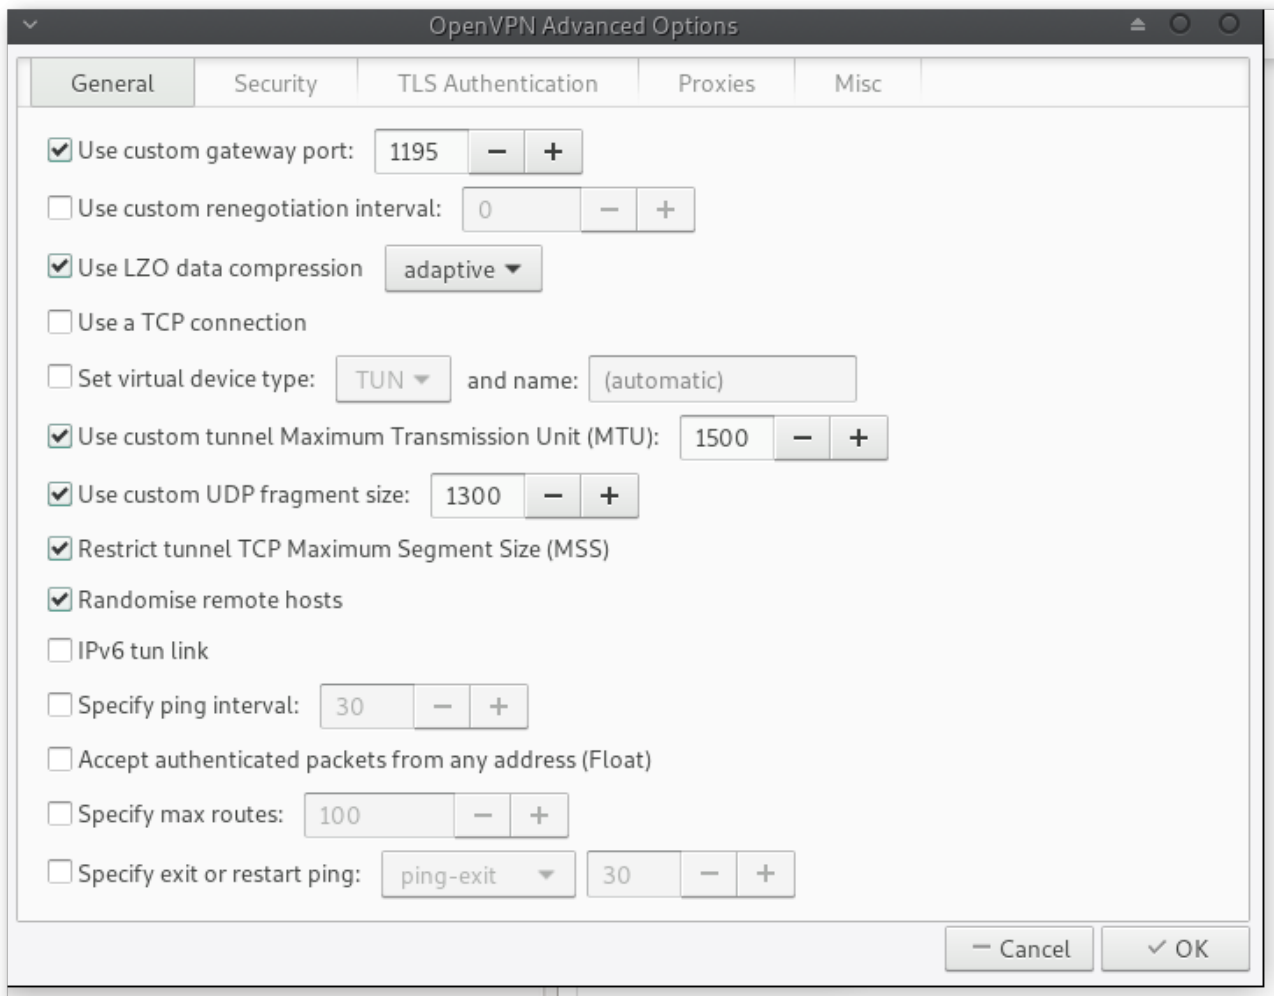 OpenVPN Advanced Options
General Security TLS Authentication Proxies Misc
Use custom gateway port: 1195 − +
Use custom renegotiation interval: 0 − +
Use LZO data compression adaptive
Use a TCP connection
Set virtual device type: TUN and name: (automatic)
Use custom tunnel Maximum Transmission Unit (MTU): 1500 − +
Use custom UDP fragment size: 1300 − +
Restrict tunnel TCP Maximum Segment Size (MSS)
Randomise remote hosts
IPv6 tun link
Specify ping interval: 30 − +
Accept authenticated packets from any address (Float)
Specify max routes: 100 − +
Specify exit or restart ping: ping-exit 30 − +
Cancel OK